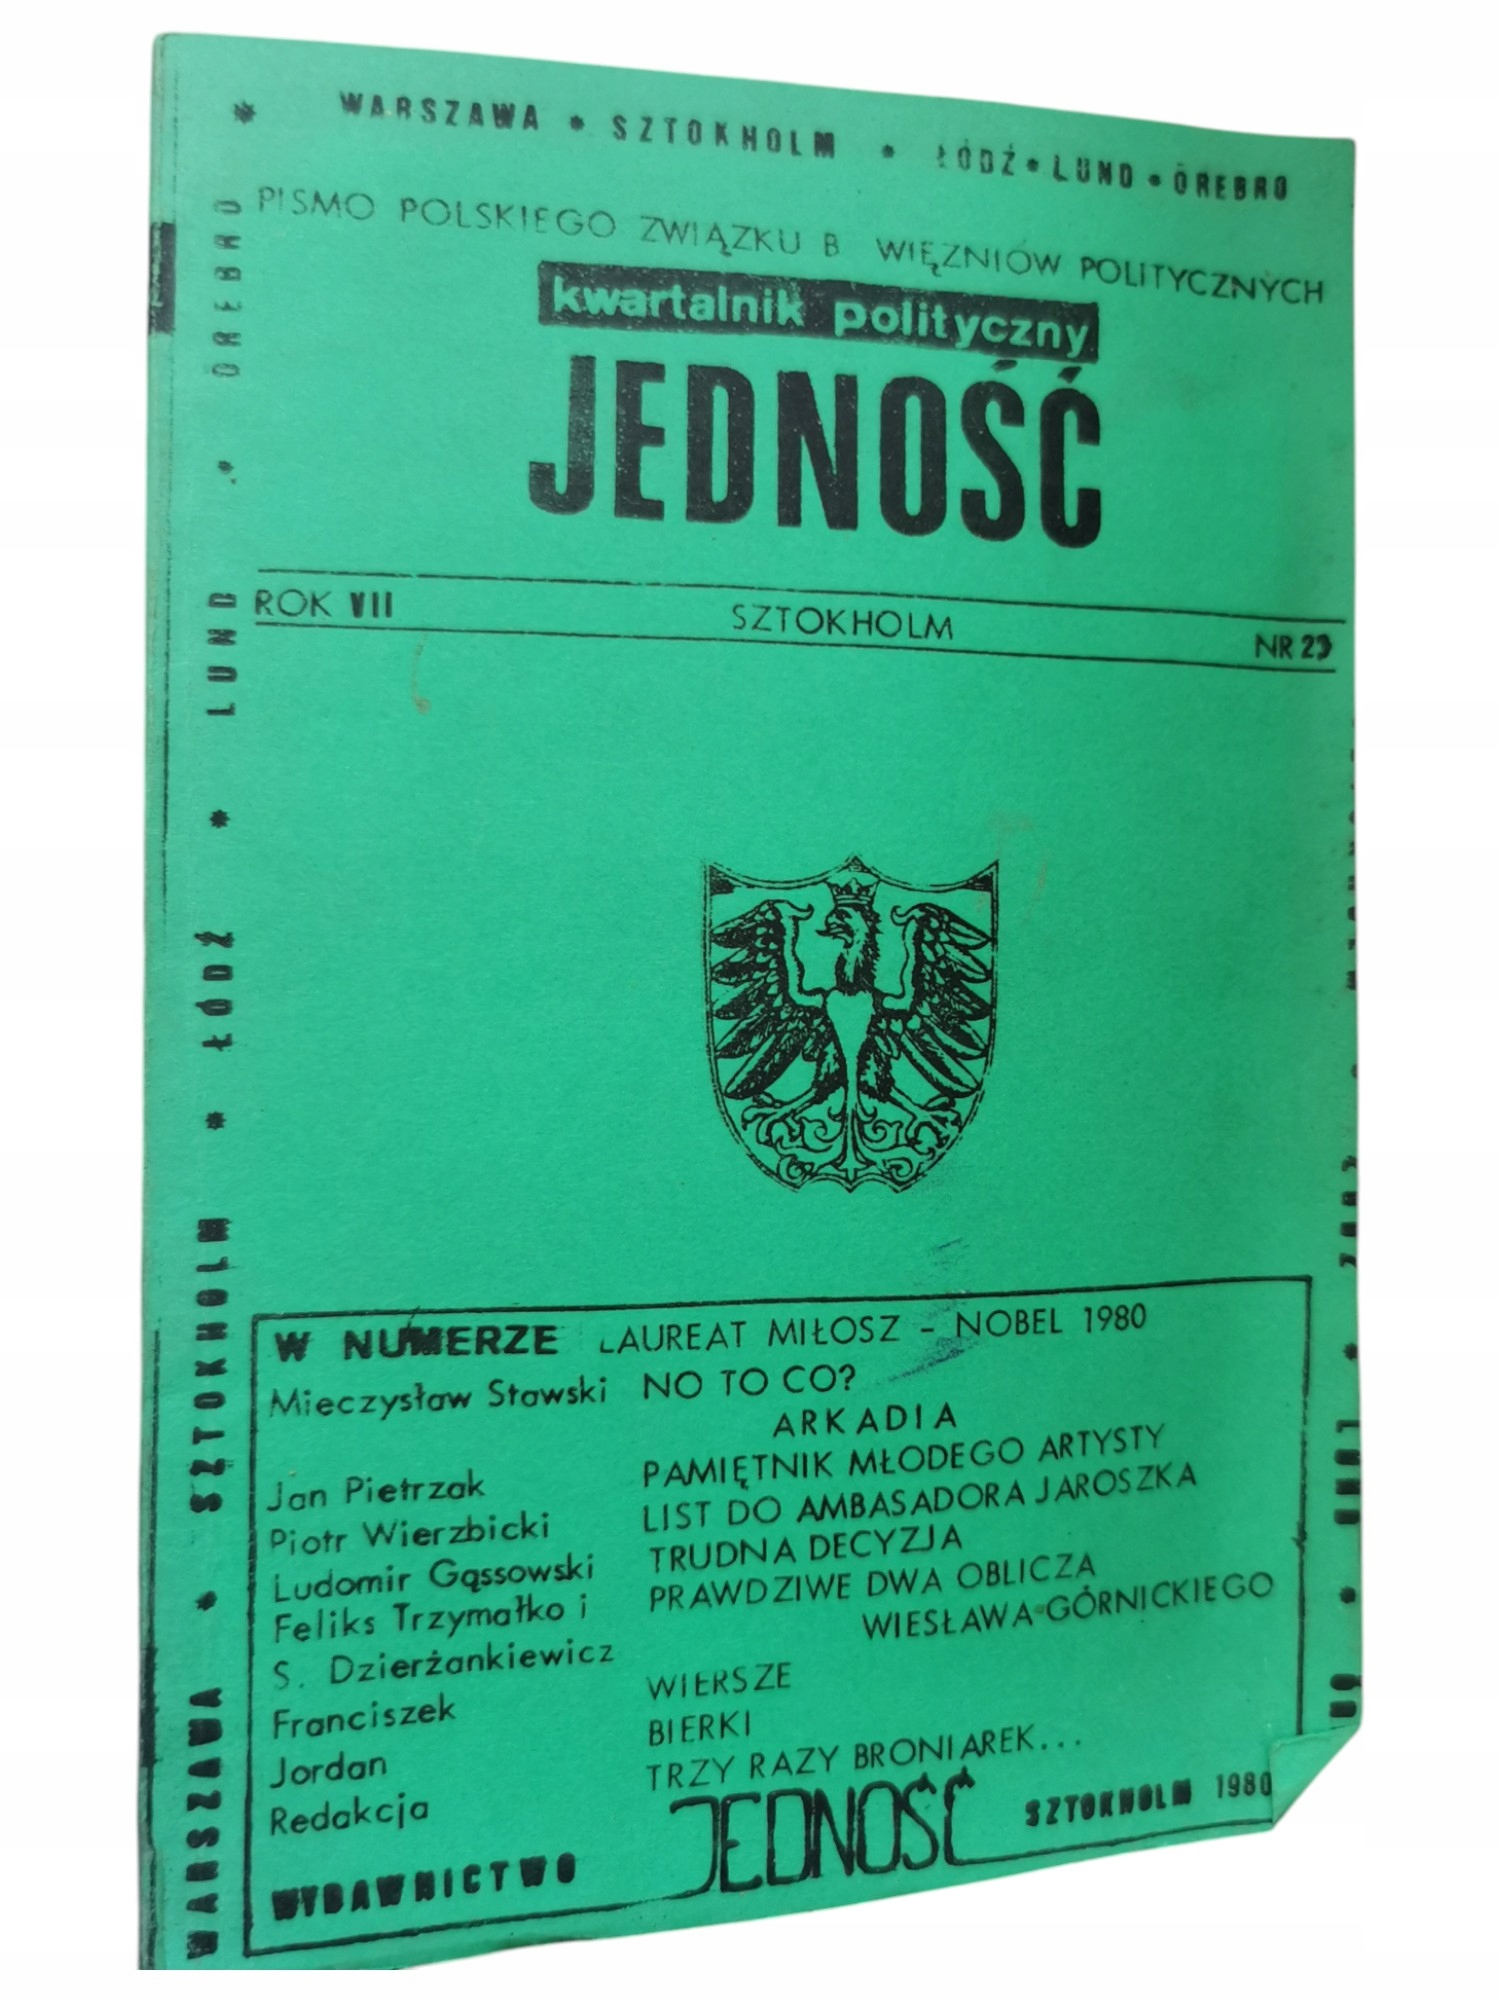 * WARSZAWA * SZTOKHOLM * ŁÓDŹ * LUND * ÖREBRO
PISMO POLSKIEGO ZWIĄZKU B WIĘZNIÓW POLITYCZNYCH
kwartalnik polityczny
JEDNOŚĆ
ROK VII SZTOKHOLM NR 23
W NUMERZE LAUREAT MIŁOSZ - NOBEL 1980
Mieczysław Stawski NO TO CO?
ARKADIA
Jan Pietrzak PAMIĘTNIK MŁODEGO ARTYSTY
Piotr Wierzbicki LIST DO AMBASADORA JAROSZKA
Ludomir Gąssowski TRUDNA DECYZJA
Feliks Trzymałko i PRAWDZIWE DWA OBLICZA
S. Dzierżankiewicz WIESŁAWA GÓRNICKIEGO
Franciszek WIERSZE
Jordan BIERKI
Redakcja TRZY RAZY BRONIAREK...
WYDAWNICTWO JEDNOŚĆ SZTOKHOLM 1980
WARSZAWA * SZTOKHOLM * ŁÓDŹ * LUND * ÖREBRO